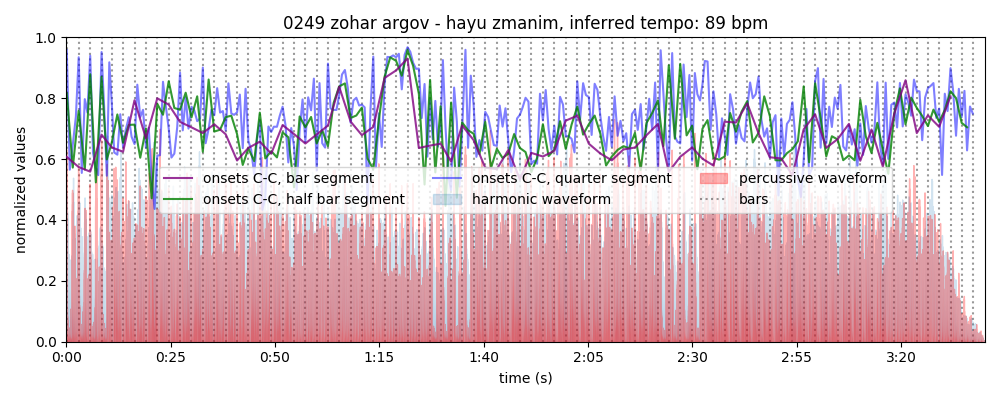 0249 zohar argov - hayu zmanim, inferred tempo: 89 bpm
1.0
0.8
0.6
0.4
0.2
0.0
normalized values
onsets C-C, bar segment
onsets C-C, half bar segment
onsets C-C, quarter segment
harmonic waveform
percussive waveform
bars
0:00 0:25 0:50 1:15 1:40 2:05 2:30 2:55 3:20
time (s)